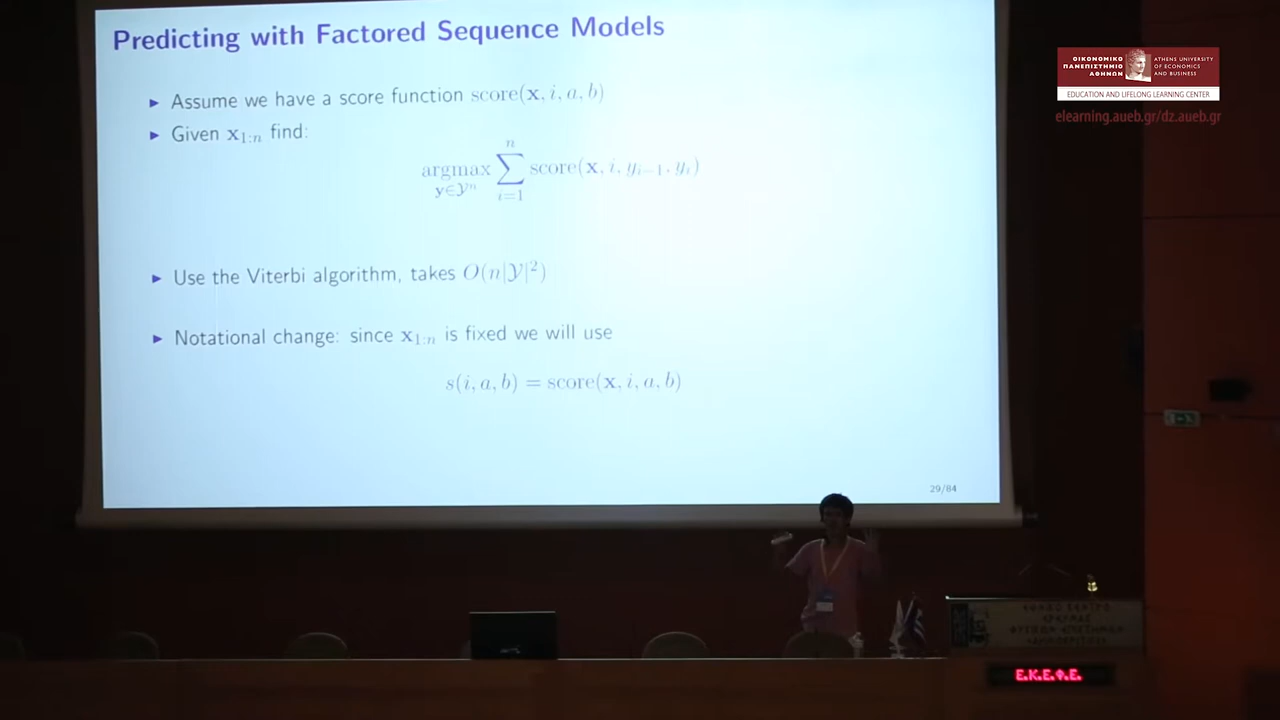 Predicting with Factored Sequence Models
► Assume we have a score function score(x, i, a, b)
► Given x₁:ₙ find:
argmax y∈𝒴ⁿ ∑ⁿᵢ₌₁ score(x, i, yᵢ₋₁, yᵢ)
► Use the Viterbi algorithm, takes O(n|𝒴|²)
► Notational change: since x₁:ₙ is fixed we will use
s(i, a, b) = score(x, i, a, b)
29/84
ΟΙΚΟΝΟΜΙΚΟ
ΠΑΝΕΠΙΣΤΗΜΙΟ
ΑΘΗΝΩΝ
ATHENS UNIVERSITY
OF ECONOMICS
AND BUSINESS
EDUCATION AND LIFELONG LEARNING CENTER
elearning.aueb.gr/dz.aueb.gr
Ε.Κ.Ε.Φ.Ε.